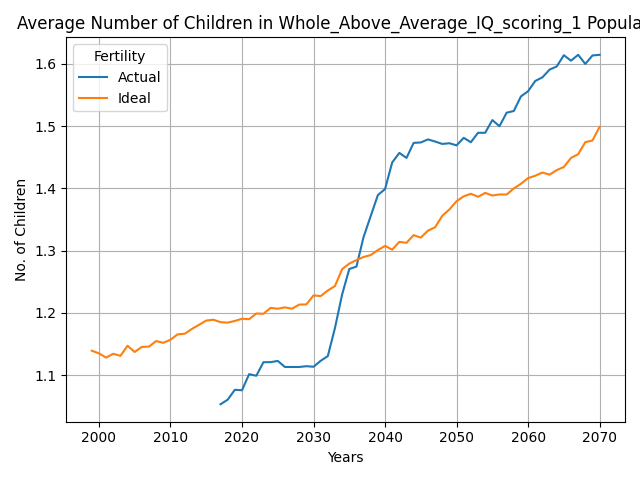 Average Number of Children in Whole_Above_Average_IQ_scoring_1 Popula
Fertility
Actual
Ideal
1.6
1.5
1.4
1.3
1.2
1.1
No. of Children
2000 2010 2020 2030 2040 2050 2060 2070
Years